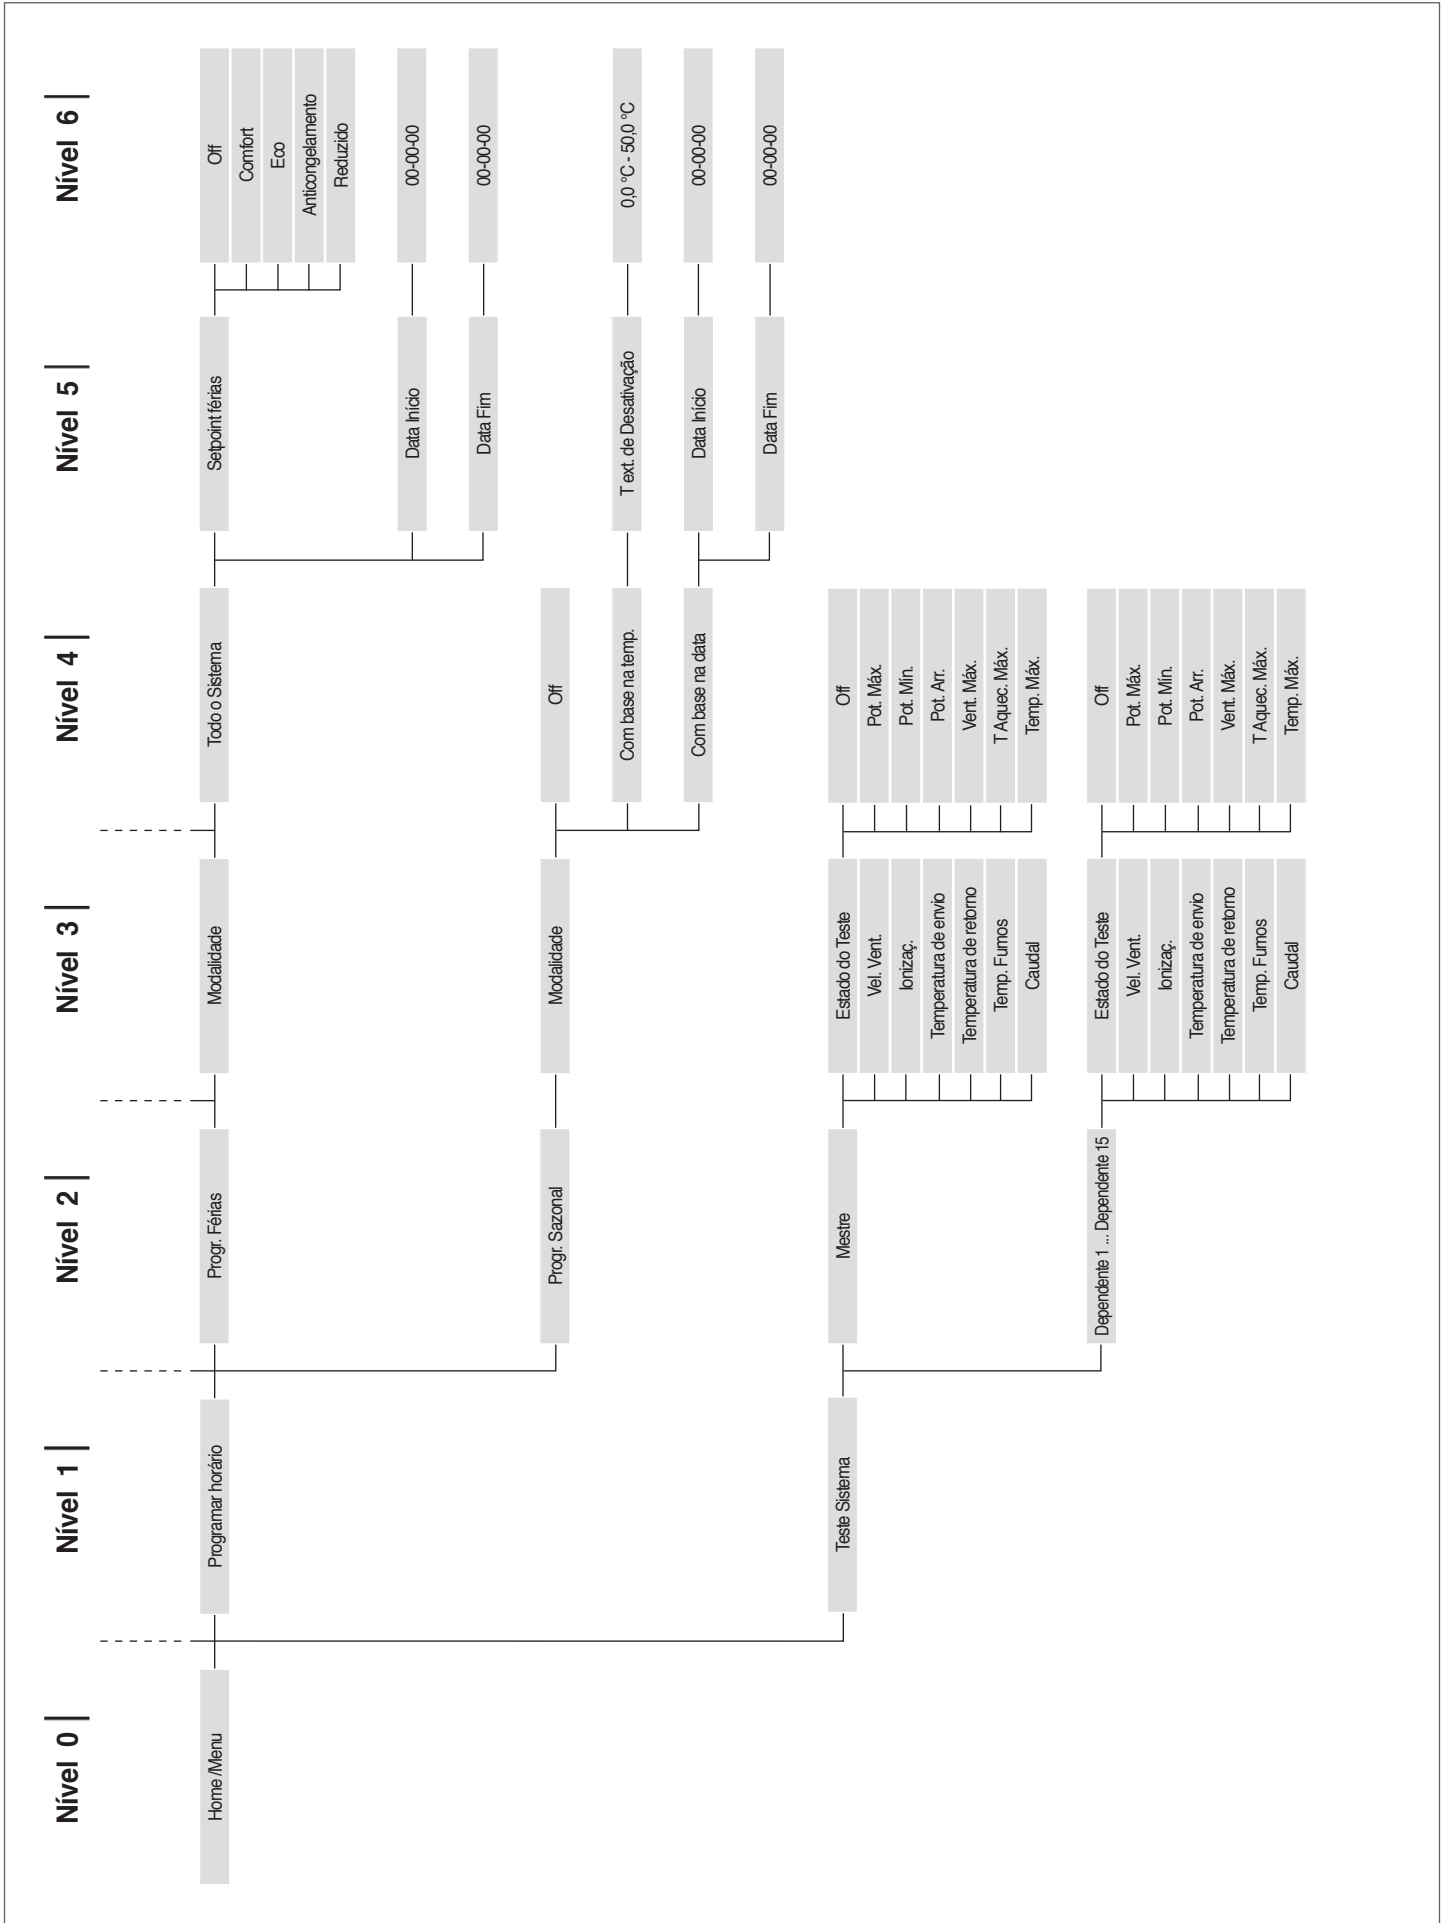 Nível 0
Nível 1
Nível 2
Nível 3
Nível 4
Nível 5
Nível 6
Home /Menu
Programar horário
Progr. Férias
Modalidade
Todo o Sistema
Setpoint férias
Off
Comfort
Eco
Anticongelamento
Reduzido
Data Início
00-00-00
Data Fim
00-00-00
Progr. Sazonal
Modalidade
Off
Com base na temp.
T ext. de Desativação
0,0 °C - 50,0 °C
Com base na data
Data Início
00-00-00
Data Fim
00-00-00
Teste Sistema
Mestre
Estado do Teste
Off
Vel. Vent.
Pot. Máx.
Ionizaç.
Pot. Mín.
Temperatura de envio
Pot. Arr.
Temperatura de retorno
Vent. Máx.
Temp. Fumos
T Aquec. Máx.
Caudal
Temp. Máx.
Dependente 1 ... Dependente 15
Estado do Teste
Off
Vel. Vent.
Pot. Máx.
Ionizaç.
Pot. Mín.
Temperatura de envio
Pot. Arr.
Temperatura de retorno
Vent. Máx.
Temp. Fumos
T Aquec. Máx.
Caudal
Temp. Máx.